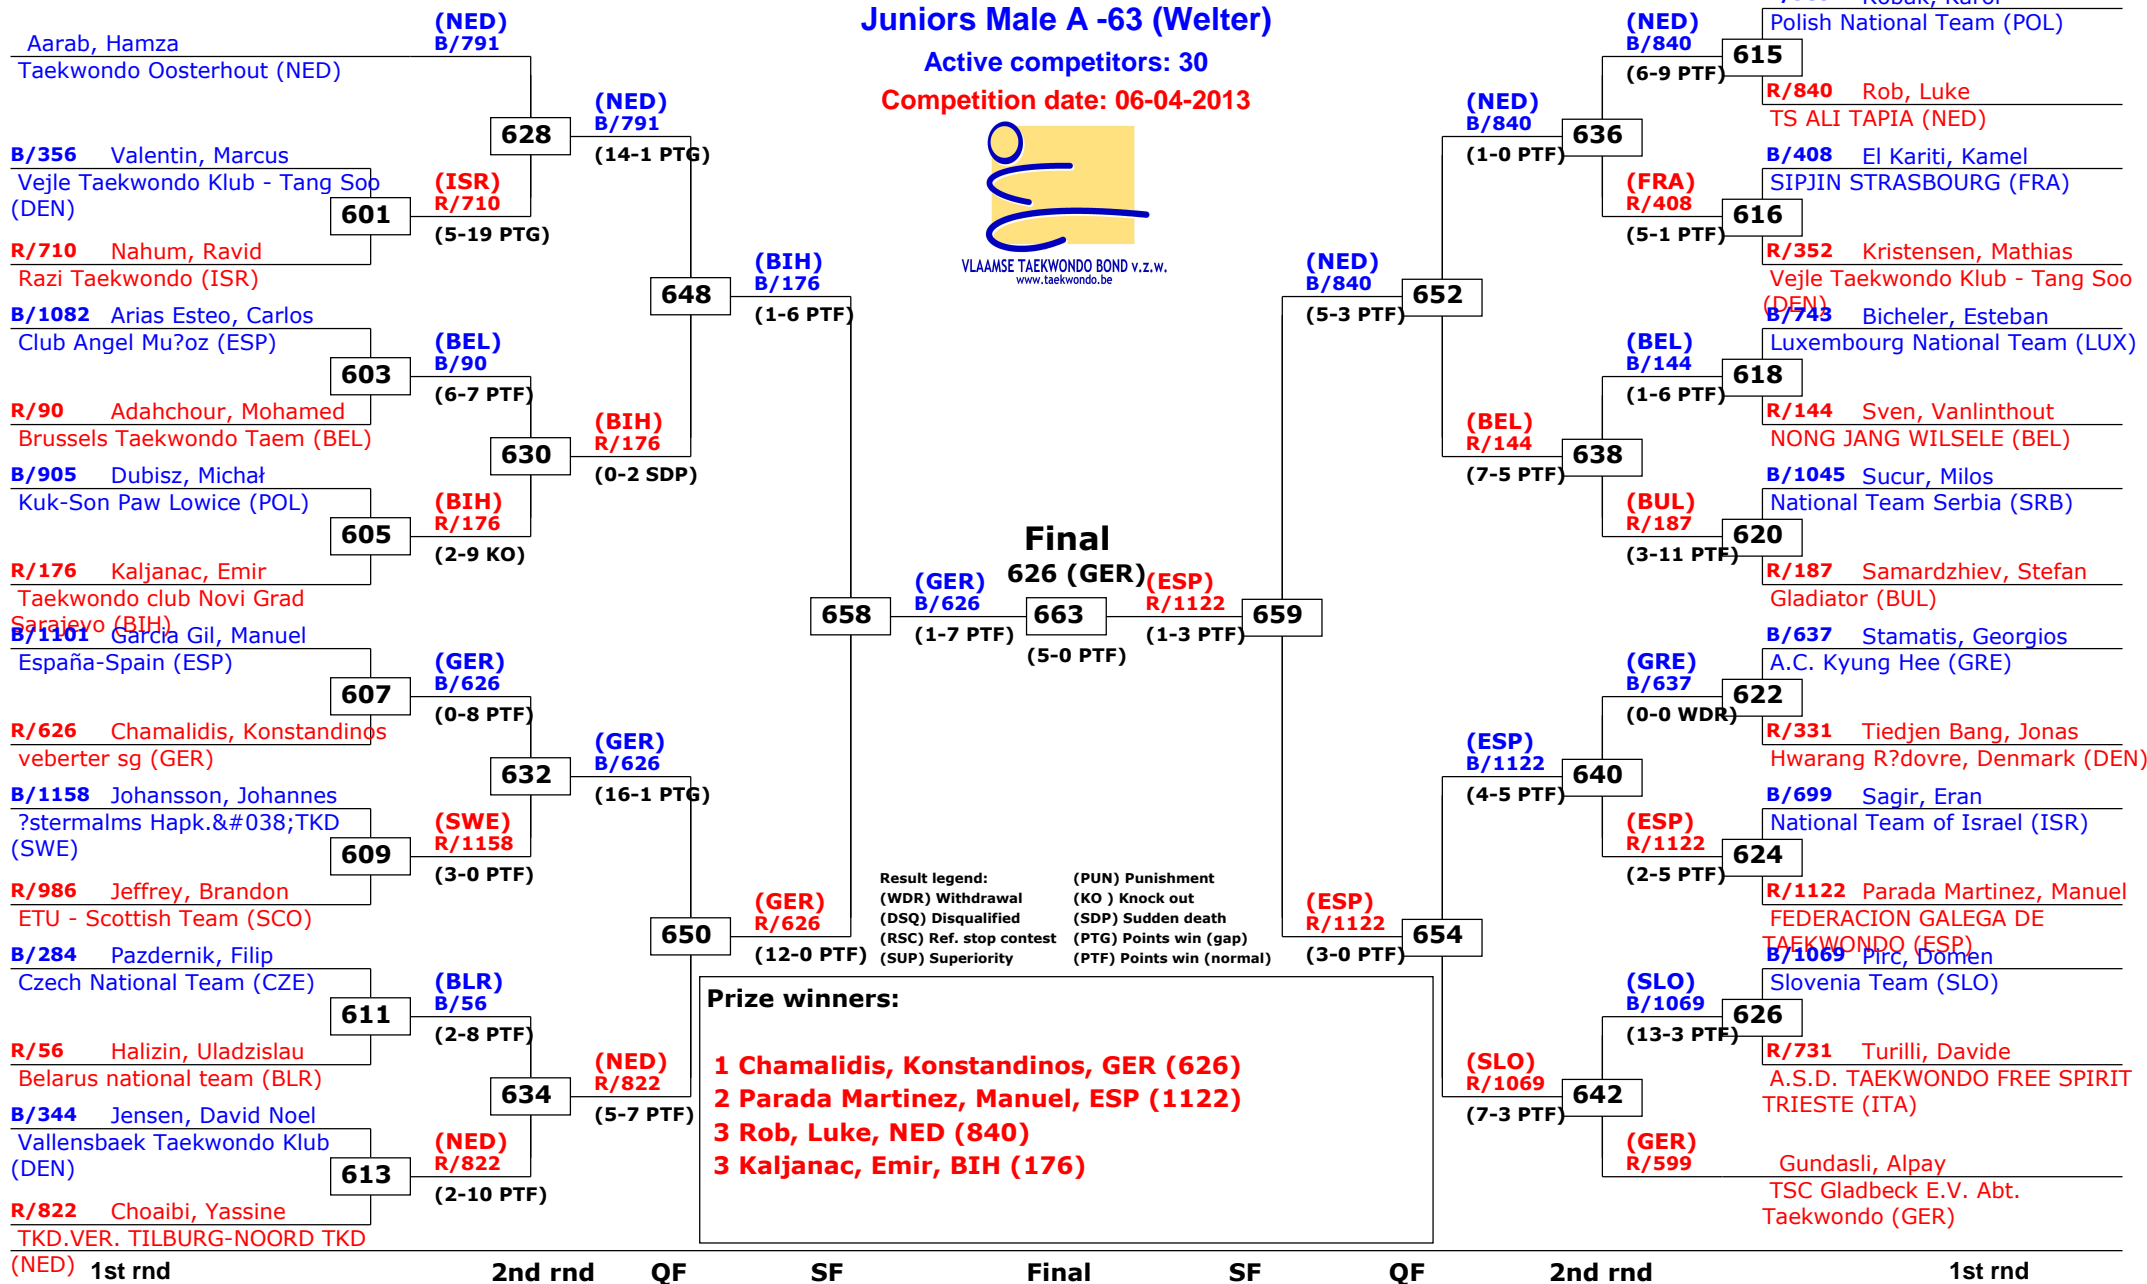 Juniors Male A -63 (Welter)
Active competitors: 30
Competition date: 06-04-2013
VLAAMSE TAEKWONDO BOND v.z.w.
www.taekwondo.be
Aarab, Hamza
Taekwondo Oosterhout (NED)
B/356 Valentin, Marcus
Vejle Taekwondo Klub - Tang Soo
(DEN)
601
R/710 Nahum, Ravid
Razi Taekwondo (ISR)
B/1082 Arias Esteo, Carlos
Club Angel Mu?oz (ESP)
603
R/90 Adahchour, Mohamed
Brussels Taekwondo Taem (BEL)
B/905 Dubisz, Michał
Kuk-Son Paw Lowice (POL)
605
R/176 Kaljanac, Emir
Taekwondo club Novi Grad
Sarajevo (BIH)
B/1101 Garcia Gil, Manuel
España-Spain (ESP)
607
R/626 Chamalidis, Konstandinos
veberter sg (GER)
B/1158 Johansson, Johannes
?stermalms Hapk.&#038;TKD
(SWE)
609
R/986 Jeffrey, Brandon
ETU - Scottish Team (SCO)
B/284 Pazdernik, Filip
Czech National Team (CZE)
611
R/56 Halizin, Uladzislau
Belarus national team (BLR)
B/344 Jensen, David Noel
Vallensbaek Taekwondo Klub
(DEN)
613
R/822 Choaibi, Yassine
TKD.VER. TILBURG-NOORD TKD
(NED)
(NED)
B/791
628
(ISR)
R/710
(5-19 PTG)
(BEL)
B/90
(6-7 PTF)
630
(BIH)
R/176
(2-9 KO)
(GER)
B/626
(0-8 PTF)
632
(SWE)
R/1158
(3-0 PTF)
(BLR)
B/56
(2-8 PTF)
634
(NED)
R/822
(2-10 PTF)
(NED)
B/791
(14-1 PTG)
648
(BIH)
R/176
(0-2 SDP)
(GER)
B/626
(16-1 PTG)
650
(NED)
R/822
(5-7 PTF)
(BIH)
B/176
(1-6 PTF)
658
(GER)
R/626
(12-0 PTF)
(GER)
B/626
(1-7 PTF)
Final
626 (GER)
663
(5-0 PTF)
(ESP)
R/1122
(1-3 PTF)
659
(NED)
B/840
(5-3 PTF)
(ESP)
R/1122
(3-0 PTF)
652
654
(NED)
B/840
(1-0 PTF)
(BEL)
R/144
(7-5 PTF)
(ESP)
B/1122
(4-5 PTF)
(SLO)
R/1069
(7-3 PTF)
636
638
640
642
(NED)
B/840
(6-9 PTF)
(FRA)
R/408
(5-1 PTF)
(BEL)
B/144
(1-6 PTF)
(BUL)
R/187
(3-11 PTF)
(GRE)
B/637
(0-0 WDR)
(ESP)
R/1122
(2-5 PTF)
(SLO)
B/1069
(13-3 PTF)
(GER)
R/599
Polish National Team (POL)
615
R/840 Rob, Luke
TS ALI TAPIA (NED)
B/408 El Kariti, Kamel
SIPJIN STRASBOURG (FRA)
616
R/352 Kristensen, Mathias
Vejle Taekwondo Klub - Tang Soo
(DEN)
B/743 Bicheler, Esteban
Luxembourg National Team (LUX)
618
R/144 Sven, Vanlinthout
NONG JANG WILSELE (BEL)
B/1045 Sucur, Milos
National Team Serbia (SRB)
620
R/187 Samardzhiev, Stefan
Gladiator (BUL)
B/637 Stamatis, Georgios
A.C. Kyung Hee (GRE)
622
R/331 Tiedjen Bang, Jonas
Hwarang R?dovre, Denmark (DEN)
B/699 Sagir, Eran
National Team of Israel (ISR)
624
R/1122 Parada Martinez, Manuel
FEDERACION GALEGA DE
TAEKWONDO (ESP)
B/1069 Pirc, Domen
Slovenia Team (SLO)
626
R/731 Turilli, Davide
A.S.D. TAEKWONDO FREE SPIRIT
TRIESTE (ITA)
Gundasli, Alpay
TSC Gladbeck E.V. Abt.
Taekwondo (GER)
Result legend: (PUN) Punishment
(WDR) Withdrawal (KO ) Knock out
(DSQ) Disqualified (SDP) Sudden death
(RSC) Ref. stop contest (PTG) Points win (gap)
(SUP) Superiority (PTF) Points win (normal)
Prize winners:
1 Chamalidis, Konstandinos, GER (626)
2 Parada Martinez, Manuel, ESP (1122)
3 Rob, Luke, NED (840)
3 Kaljanac, Emir, BIH (176)
1st rnd 2nd rnd QF SF Final SF QF 2nd rnd 1st rnd